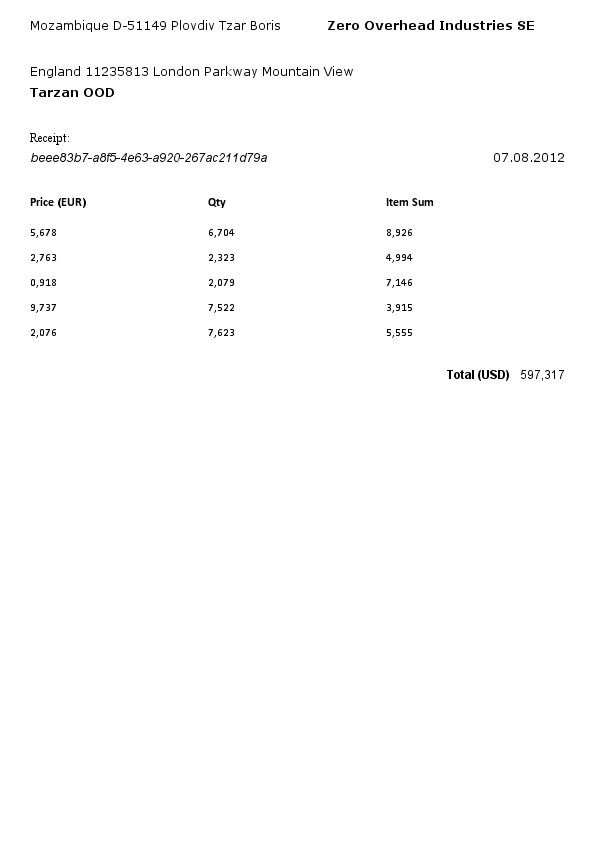 Mozambique D-51149 Plovdiv Tzar Boris Zero Overhead Industries SE
England 11235813 London Parkway Mountain View
Tarzan OOD
Receipt:
beee83b7-a8f5-4e63-a920-267ac211d79a 07.08.2012
Price (EUR) Qty Item Sum
5,678 6,704 8,926
2,763 2,323 4,994
0,918 2,079 7,146
9,737 7,522 3,915
2,076 7,623 5,555
Total (USD) 597,317